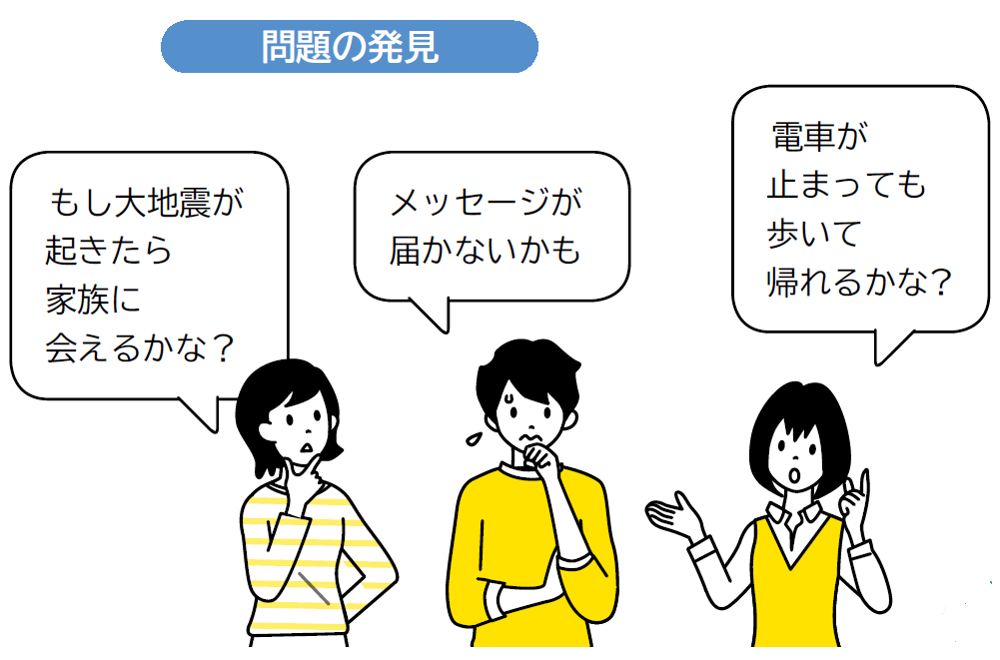 問題の発見
もし大地震が
起きたら
家族に
会えるかな？
メッセージが
届かないかも
電車が
止まっても
歩いて
帰れるかな?